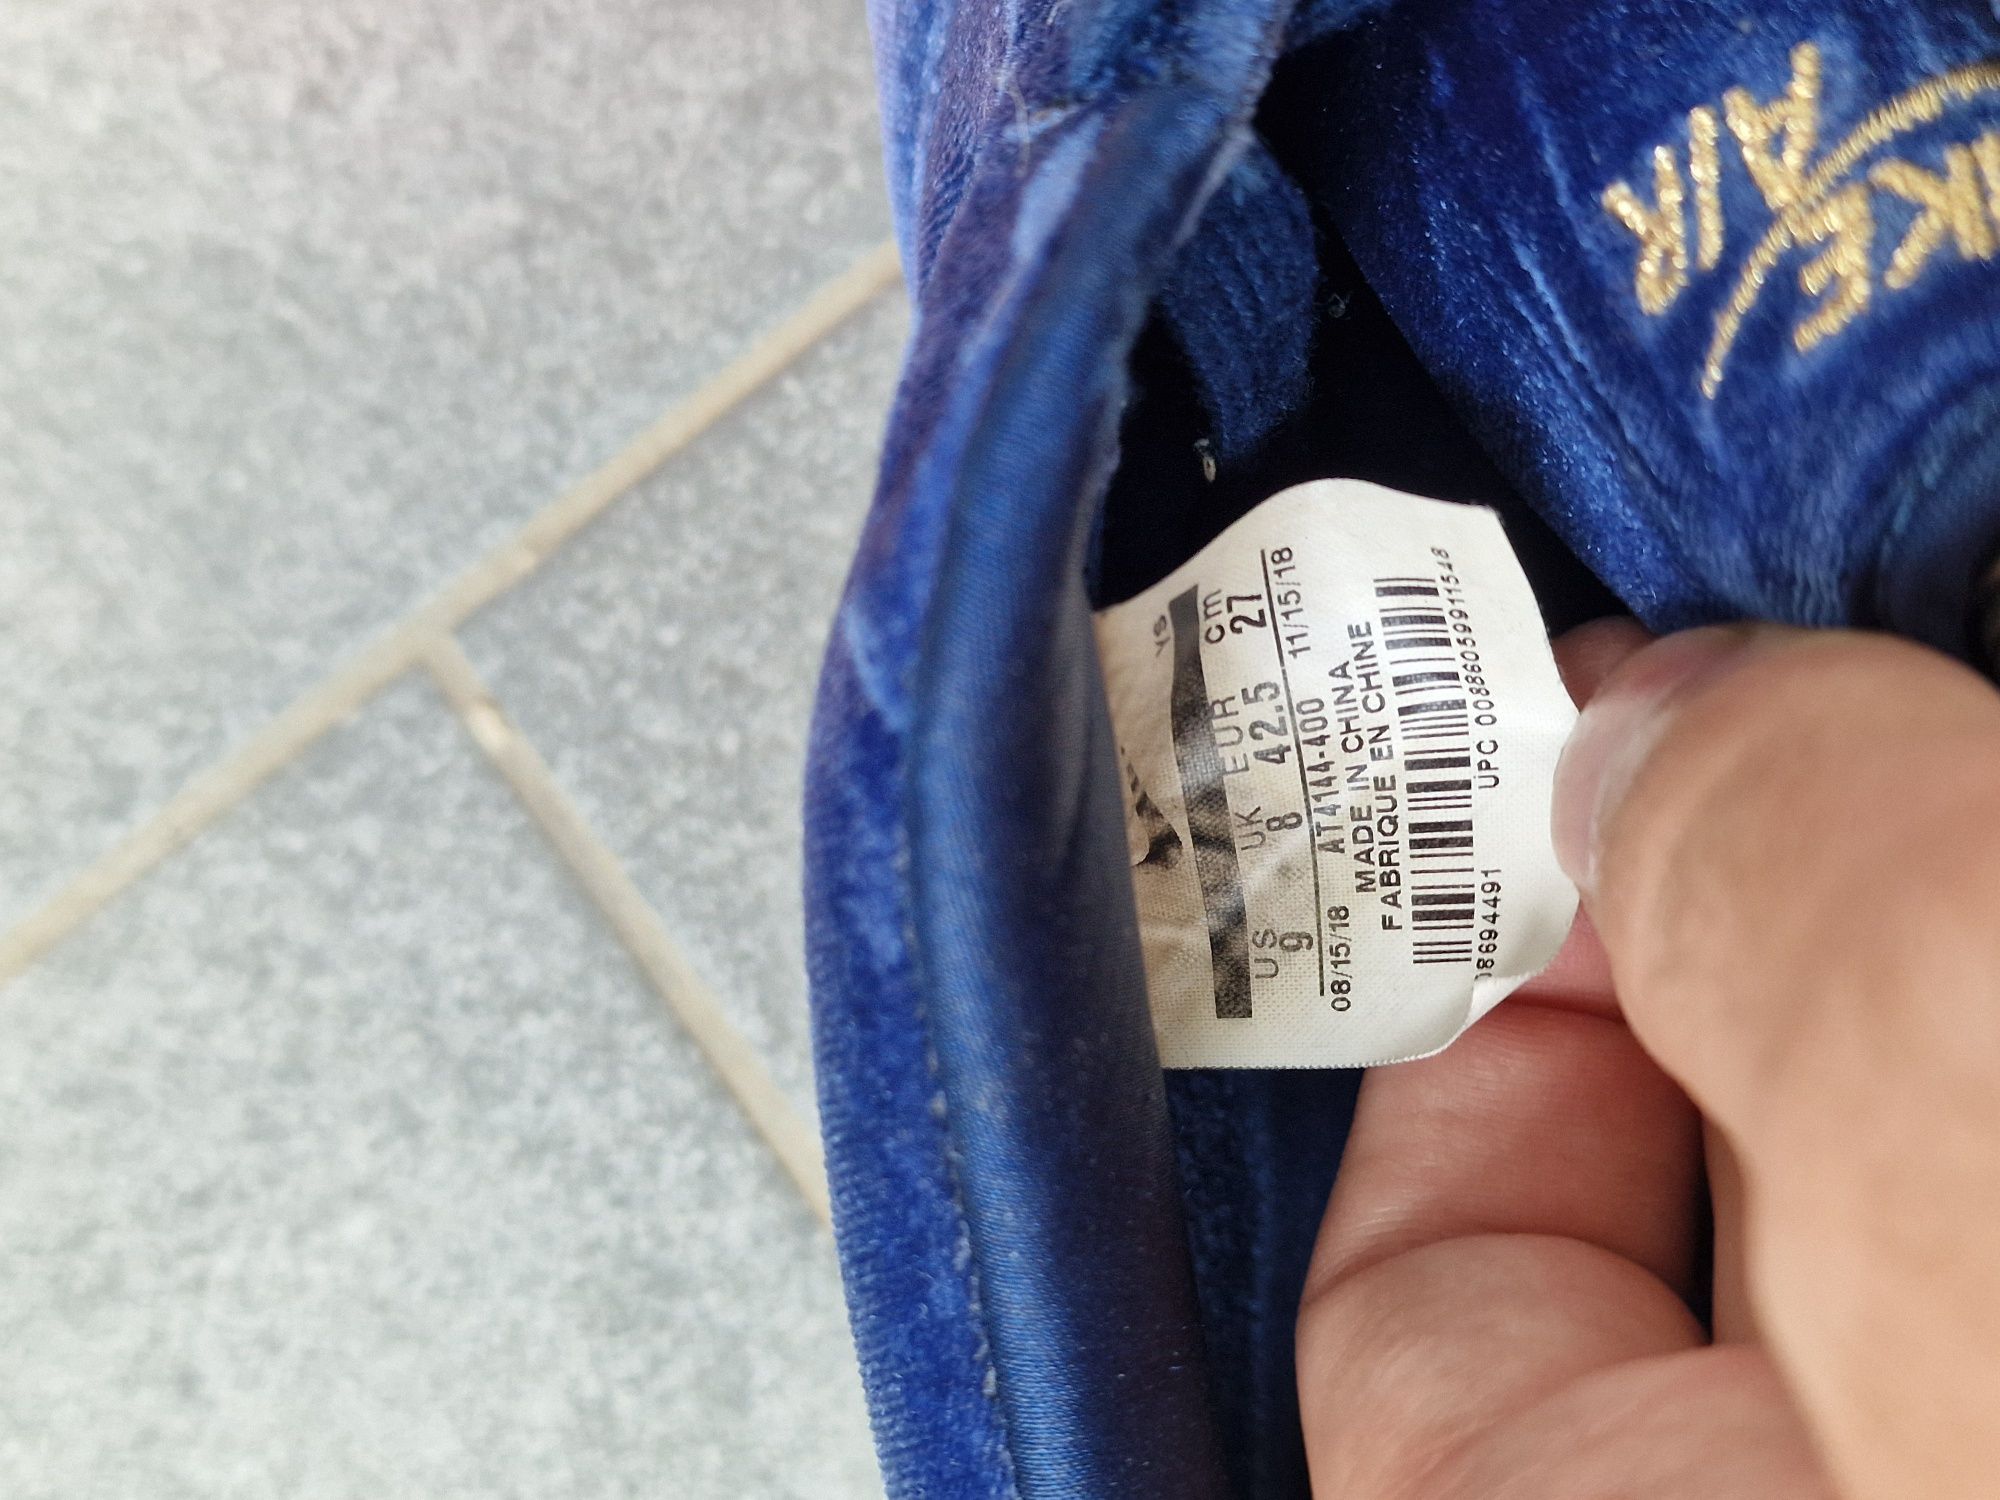 YS
US UK EUR cm
9 8 42.5 27
08/15/18 AT4144-400 11/15/18
MADE IN CHINA
FABRIQUE EN CHINE
UPC 00886059911548
08694491
AIR